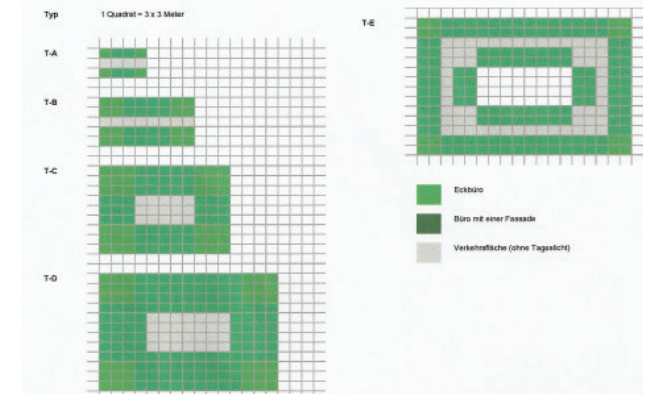 Typ 1 Quadrat = 3 x 3 Meter
T-A
T-B
T-C
T-D
T-E
Eckbüro
Büro mit einer Fassade
Verkehrsfläche (ohne Tageslicht)